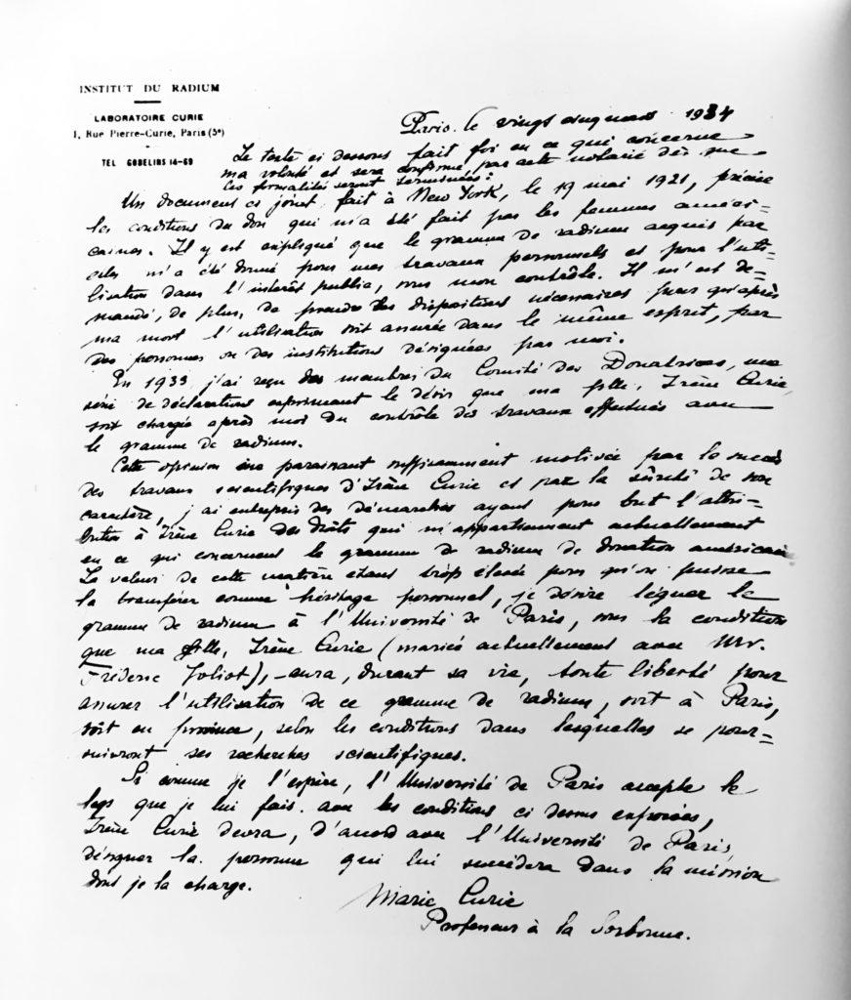 INSTITUT DU RADIUM
LABORATOIRE CURIE
1, Rue Pierre-Curie, Paris (5e)
TEL GOBELINS 14-69
Paris. le vingt cinq mars 1934
Le texte ci dessous fait foi en ce qui concerne
ma volonté et sera confirmé par acte notarié dès que
les formalités seront terminées:
Un document ci joint, fait à New York, le 19 mai 1921, précise
les conditions du don qui m'a été fait par les femmes améri=
caines. Il y est expliqué que le gramme de radium acquis par
elles m'a été donné pour mes travaux personnels et pour l'uti=
lisation dans l'intérêt public, sous mon contrôle. Il m'est de=
mandé, de plus, de prendre les dispositions nécessaires pour qu'après
ma mort l'utilisation soit assurée dans le même esprit, par
des personnes ou des institutions désignées par moi.
En 1933, j'ai reçu des membres du Comité des Donatrices, une
série de déclarations exprimant le désir que ma fille, Irène Curie,
soit chargée après moi du contrôle des travaux effectués avec
le gramme de radium.
Cette opinion me paraissant suffisamment motivée par le succès
des travaux scientifiques d'Irène Curie et par la sûreté de son
caractère, j'ai entrepris des démarches ayant pour but l'attri=
bution à Irène Curie des droits qui m'appartiennent actuellement
en ce qui concerne le gramme de radium de donation américaine
La valeur de cette matière étant trop élevée pour qu'on puisse
la transférer comme héritage personnel, je désire léguer le
gramme de radium à l'Université de Paris, sous la condition
que ma fille, Irène Curie (mariée actuellement avec Mr.
Fréderic Joliot), aura, durant sa vie, toute liberté pour
assurer l'utilisation de ce gramme de radium, soit à Paris,
soit en province, selon les conditions dans lesquelles se pour=
suivront ses recherches scientifiques.
Si comme je l'espère, l'Université de Paris accepte le
legs que je lui fais. avec les conditions ci dessus exposées,
Irène Curie devra, d'accord avec l'Université de Paris,
désigner la personne qui lui succédera dans la mission
dont je la charge.
Marie Curie
Professeur à la Sorbonne.